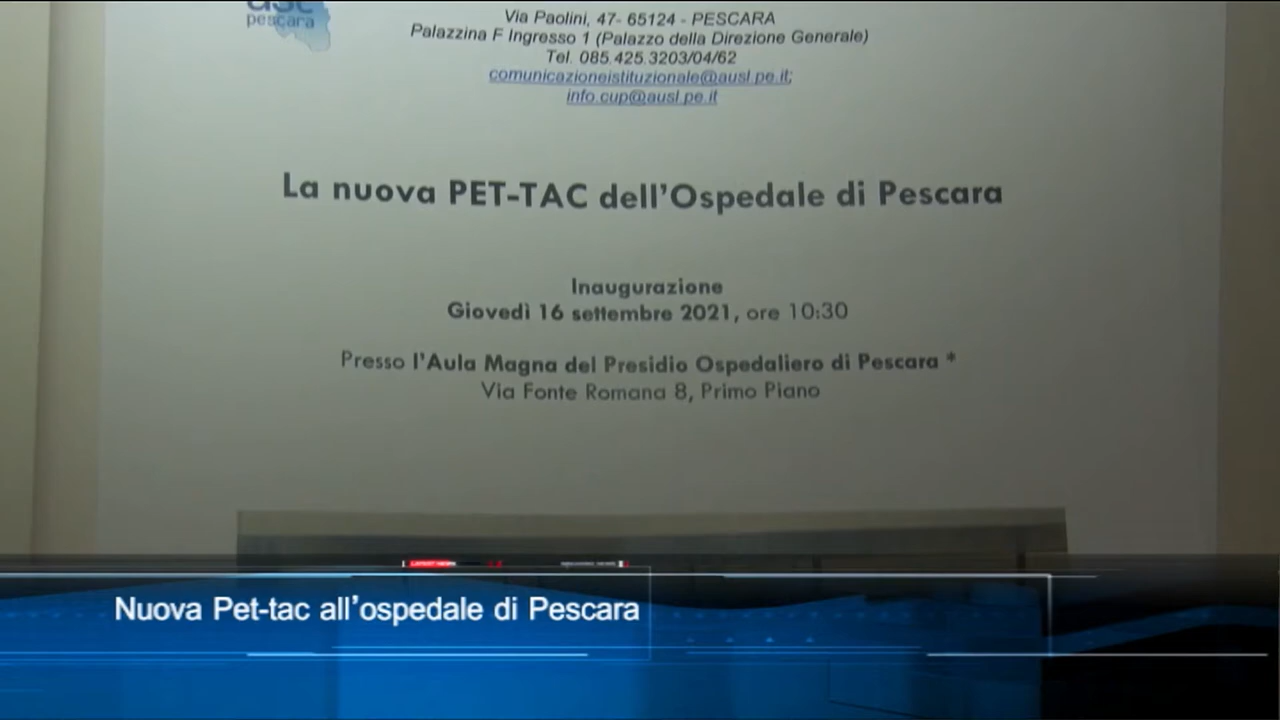 asl
pescara
Via Paolini, 47- 65124 - PESCARA
Palazzina F Ingresso 1 (Palazzo della Direzione Generale)
Tel. 085.425.3203/04/62
comunicazioneistituzionale@ausl.pe.it;
info.cup@ausl.pe.it
La nuova PET-TAC dell'Ospedale di Pescara
Inaugurazione
Giovedì 16 settembre 2021, ore 10:30
Presso l'Aula Magna del Presidio Ospedaliero di Pescara *
Via Fonte Romana 8, Primo Piano
LATEST NEWS
Nuova Pet-tac all'ospedale di Pescara